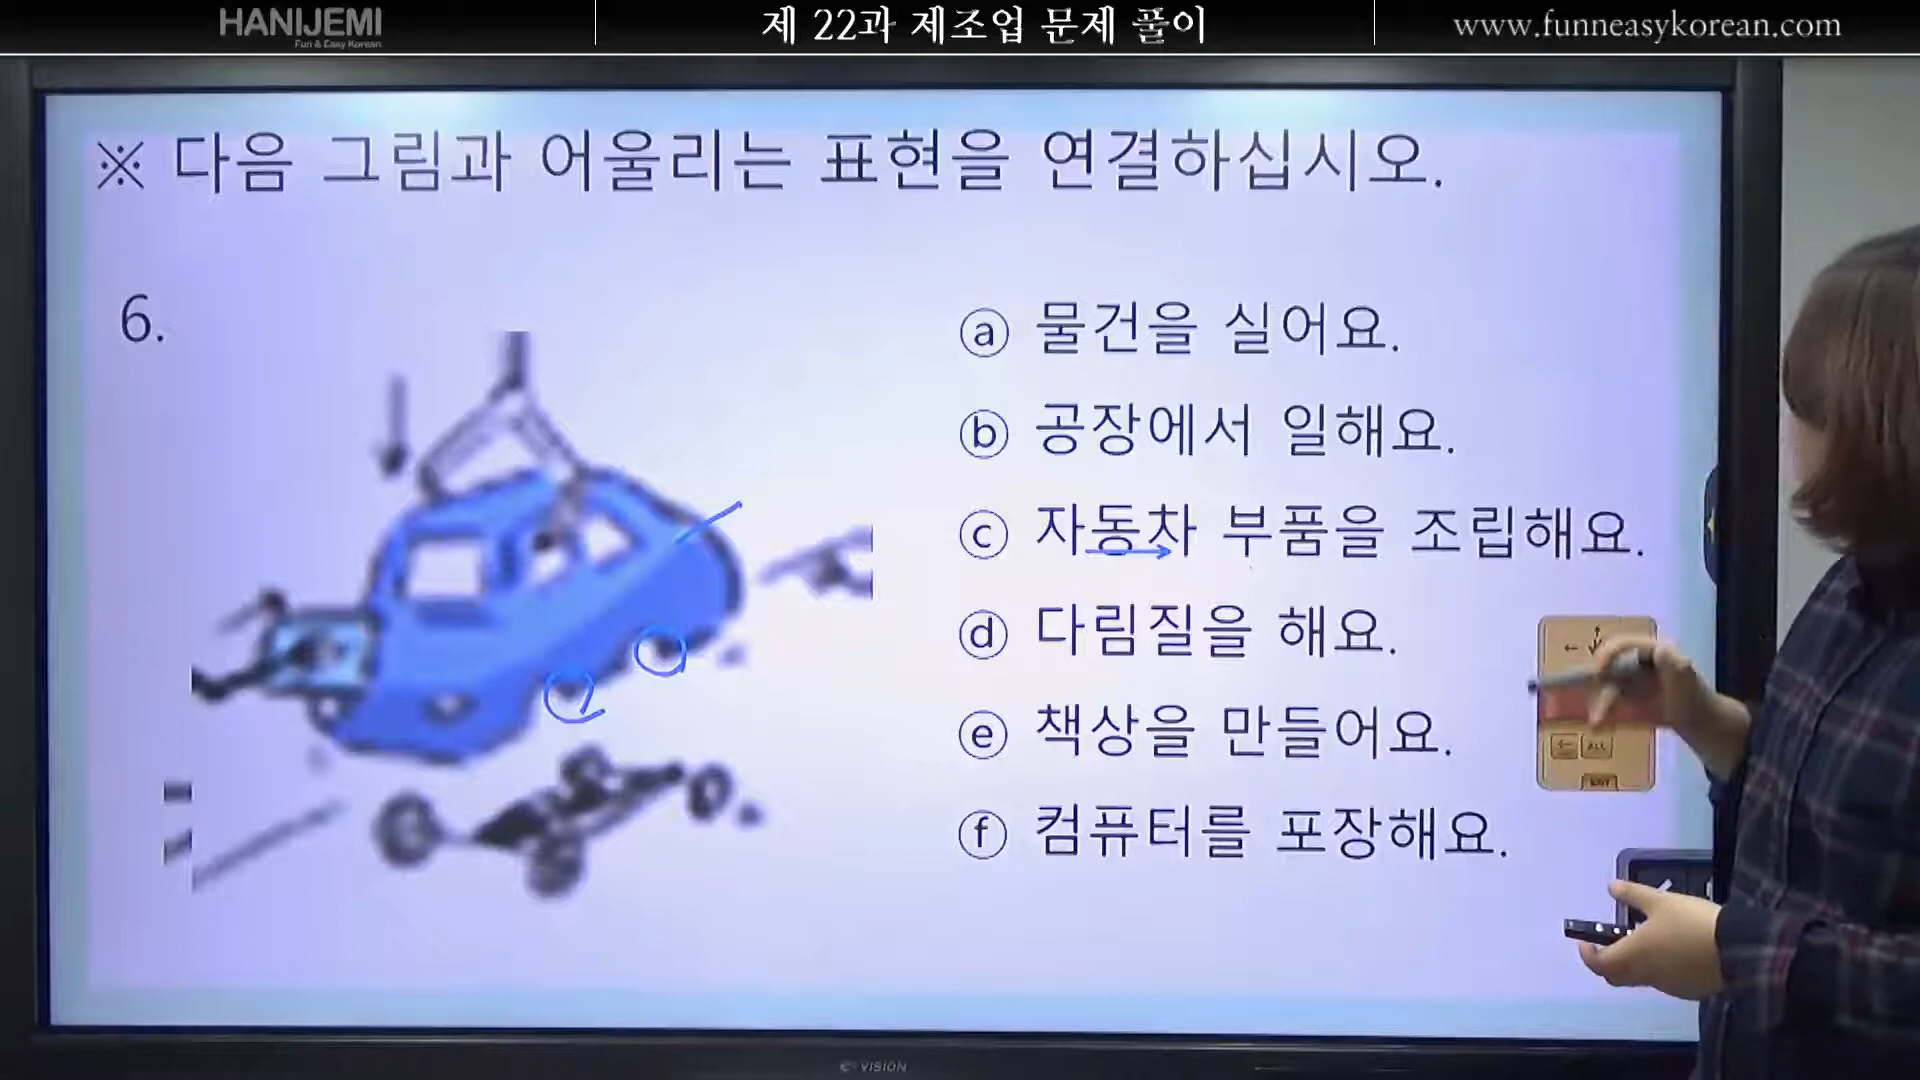 HANIJEMI
Fun & Easy Korean
제 22과 제조업 문제 풀이
www.funneasykorean.com
※ 다음 그림과 어울리는 표현을 연결하십시오.
6.
ⓐ 물건을 실어요.
ⓑ 공장에서 일해요.
ⓒ 자동차 부품을 조립해요.
ⓓ 다림질을 해요.
ⓔ 책상을 만들어요.
ⓕ 컴퓨터를 포장해요.
ALL
EXIT
VISION